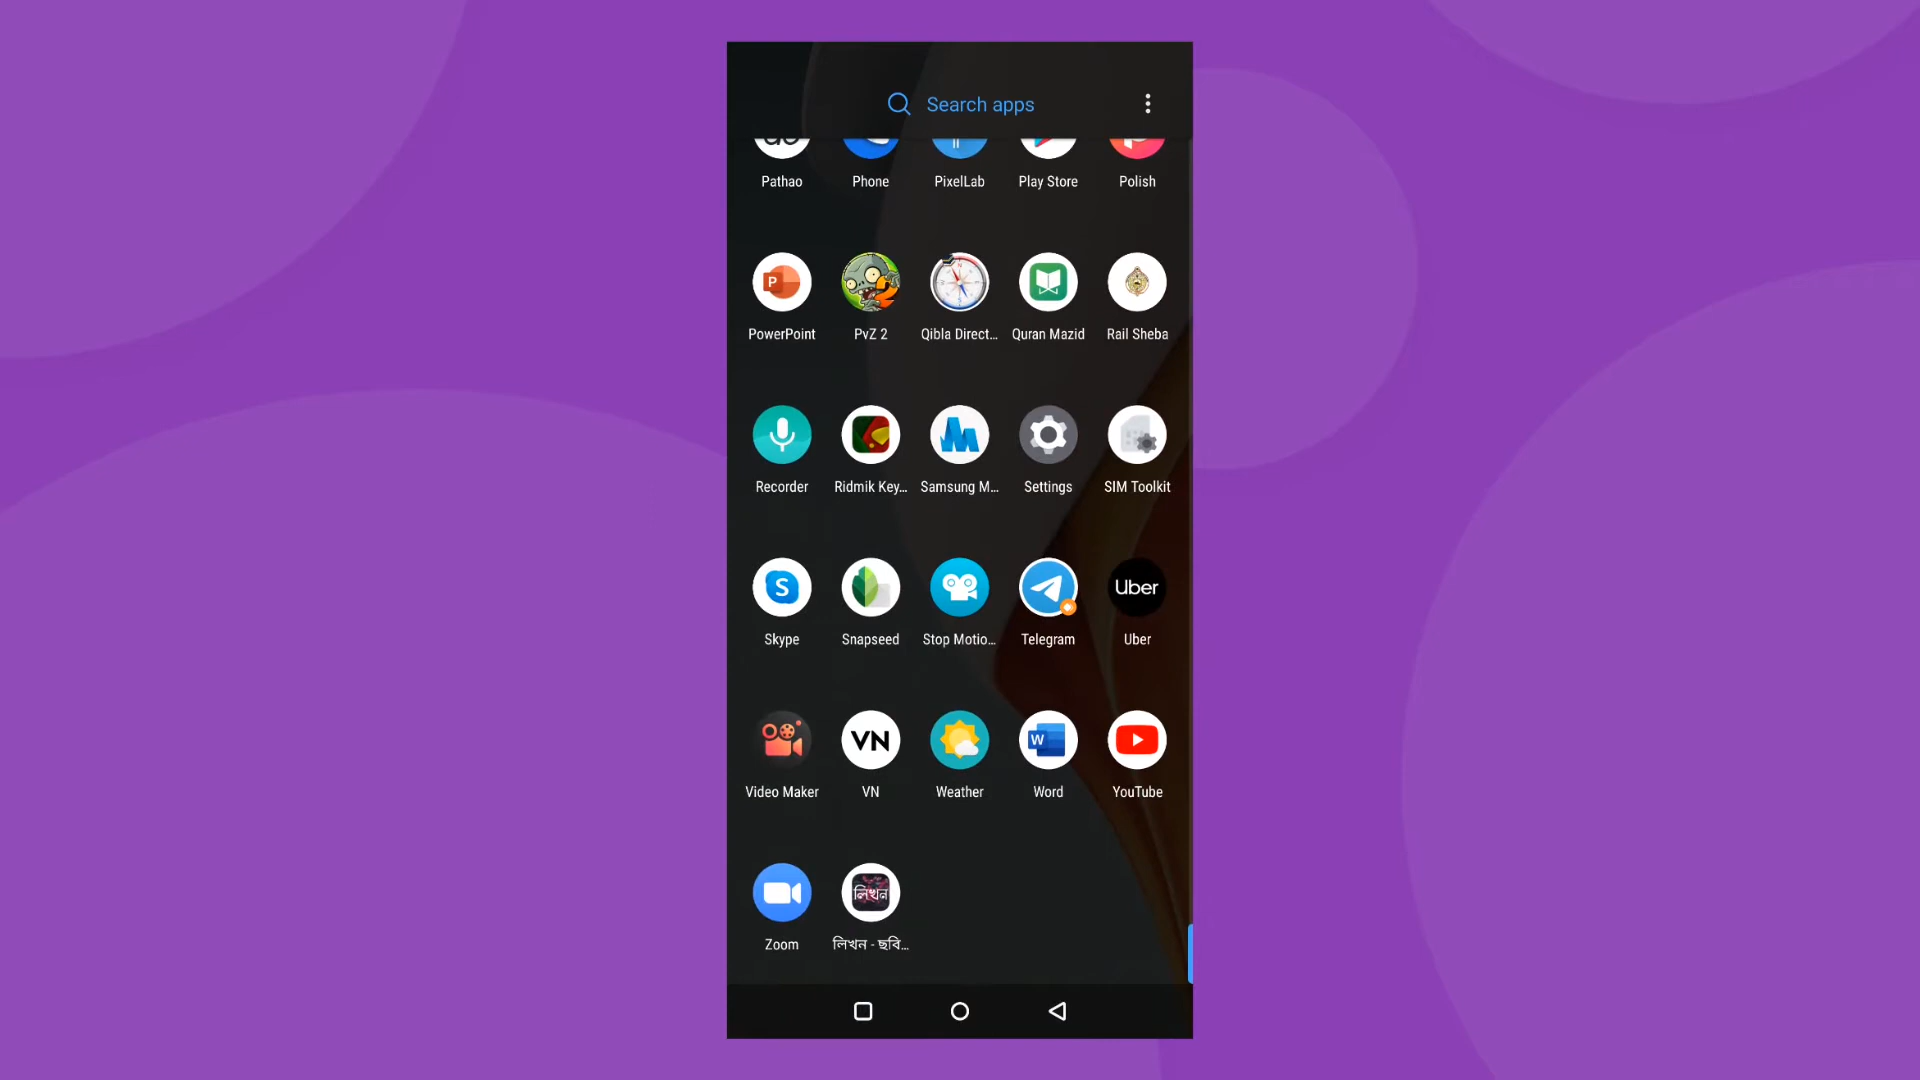 Search apps
Pathao Phone PixelLab Play Store Polish
P
PowerPoint PvZ 2 Qibla Direct... Quran Mazid Rail Sheba
Recorder Ridmik Key... Samsung M... Settings SIM Toolkit
S Uber
Skype Snapseed Stop Motio... Telegram Uber
VN W
Video Maker VN Weather Word YouTube
লিখন
Zoom লিখন - ছবি...